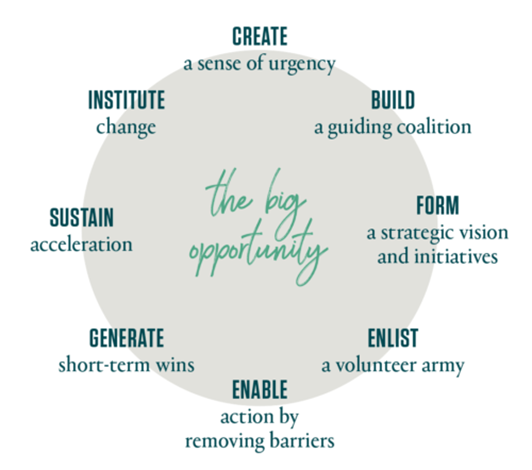 CREATE
a sense of urgency
BUILD
a guiding coalition
FORM
a strategic vision
and initiatives
ENLIST
a volunteer army
ENABLE
action by
removing barriers
GENERATE
short-term wins
SUSTAIN
acceleration
INSTITUTE
change
the big
opportunity